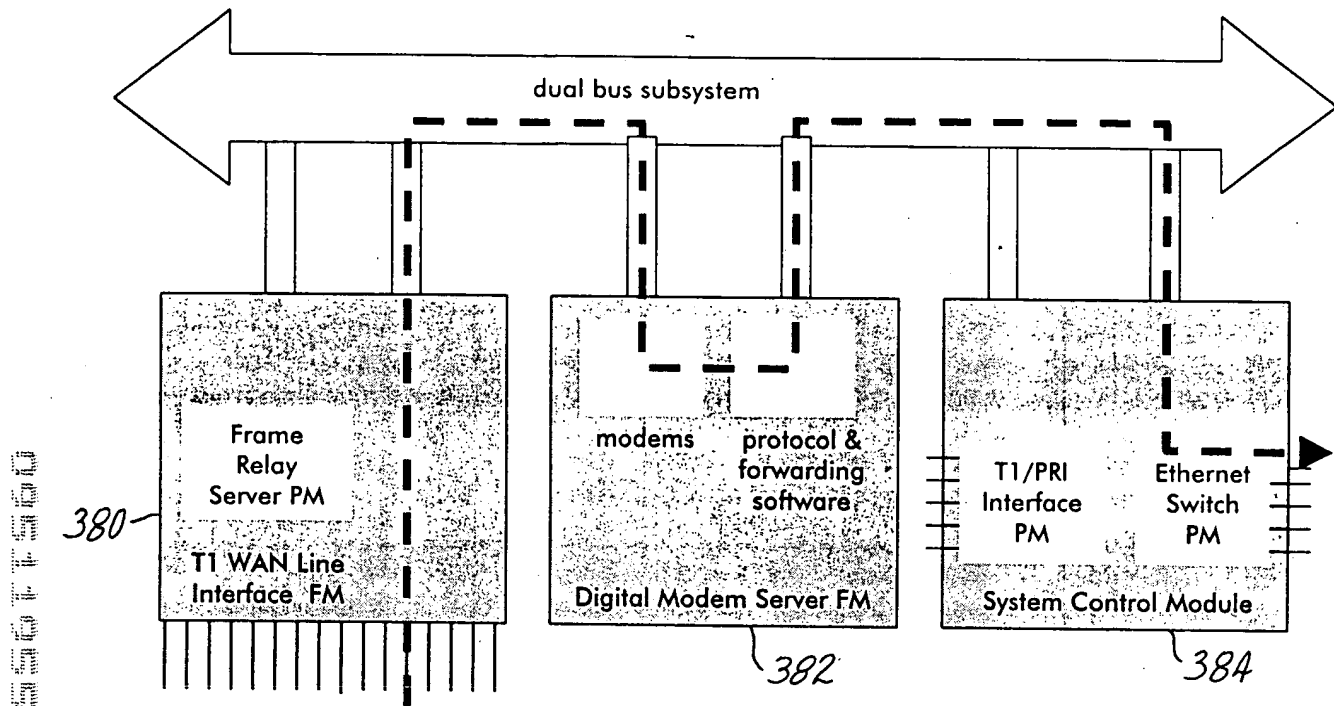 dual bus subsystem
Frame
Relay
Server PM
T1 WAN Line
Interface FM
380
modems
protocol &
forwarding
software
Digital Modem Server FM
382
T1/PRI
Interface
PM
Ethernet
Switch
PM
System Control Module
384